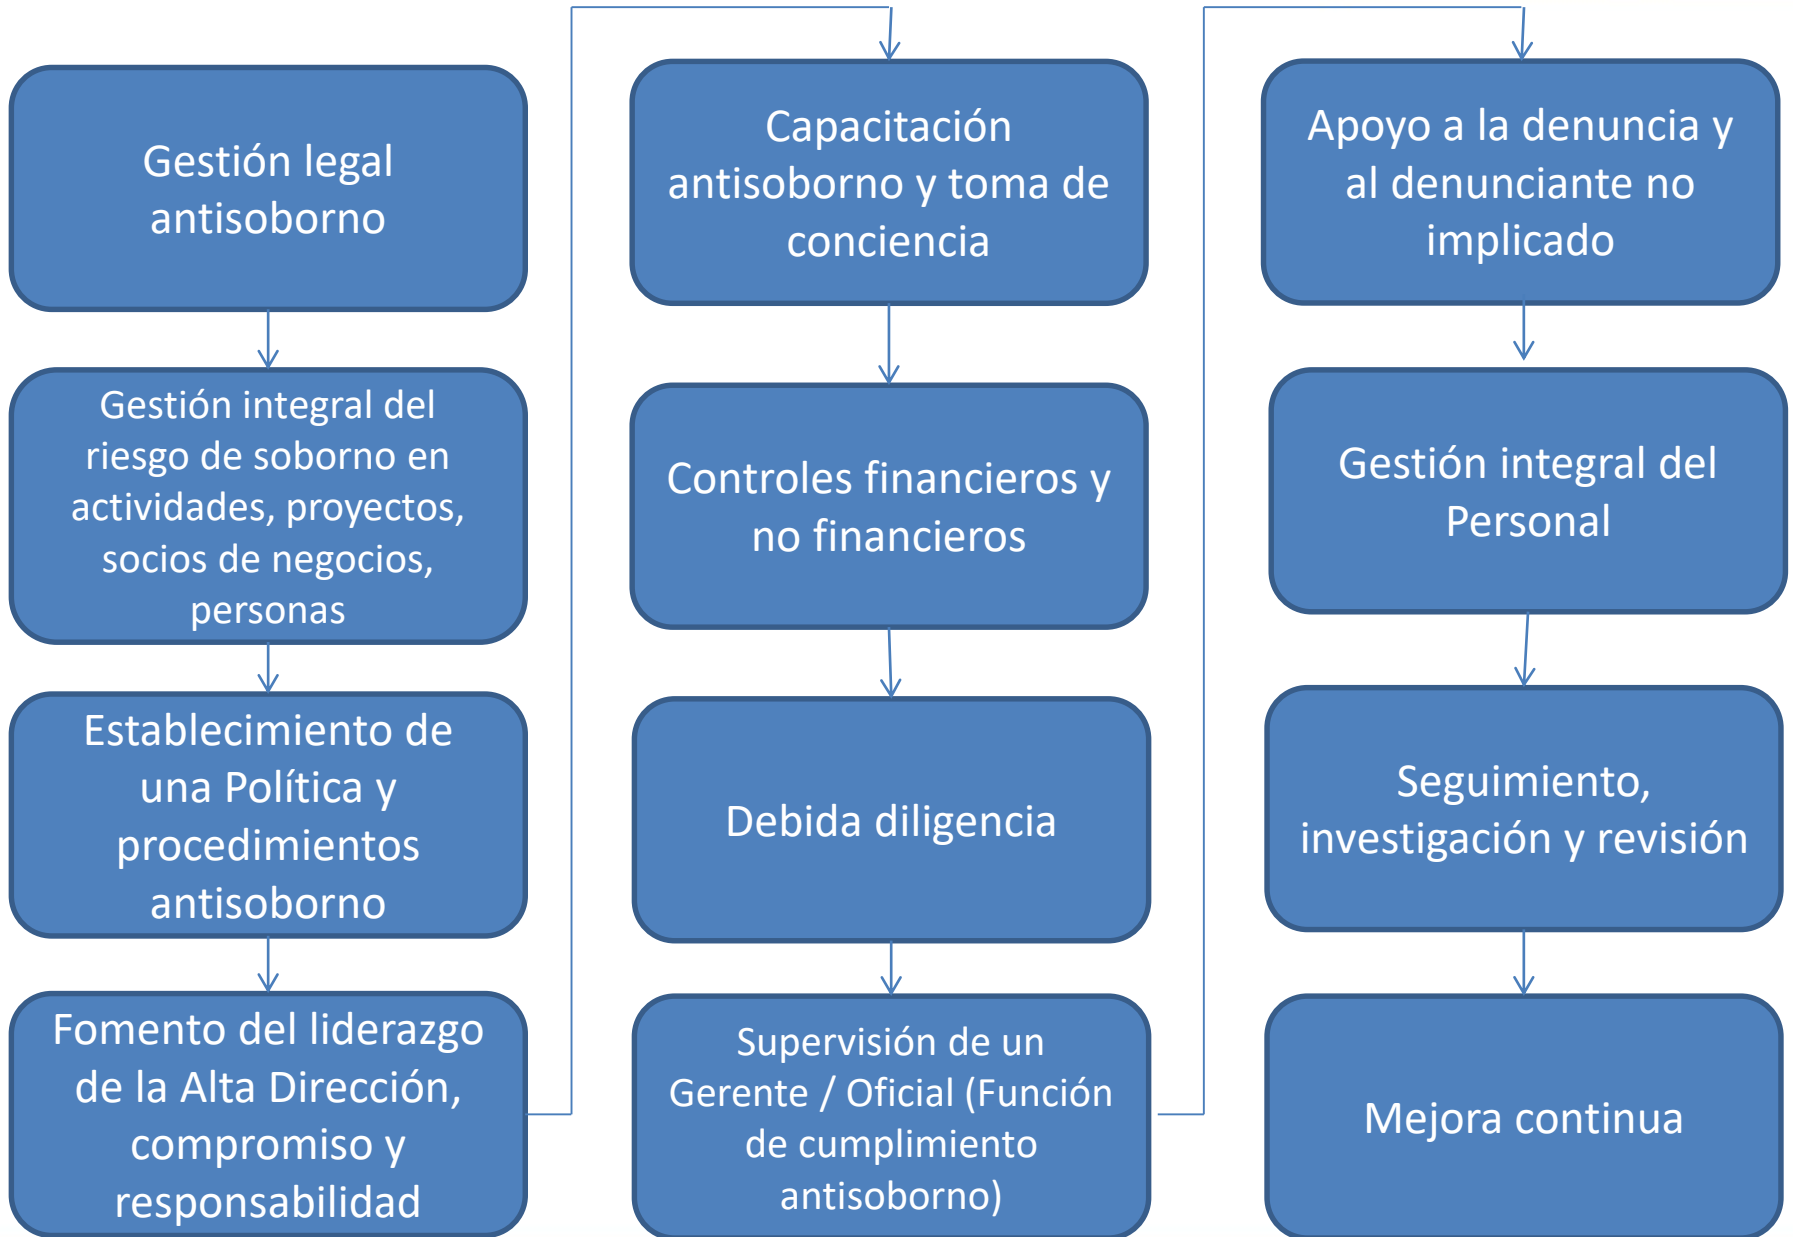 Gestión legal
antisoborno
Gestión integral del
riesgo de soborno en
actividades, proyectos,
socios de negocios,
personas
Establecimiento de
una Política y
procedimientos
antisoborno
Fomento del liderazgo
de la Alta Dirección,
compromiso y
responsabilidad
Capacitación
antisoborno y toma de
conciencia
Controles financieros y
no financieros
Debida diligencia
Supervisión de un
Gerente / Oficial (Función
de cumplimiento
antisoborno)
Apoyo a la denuncia y
al denunciante no
implicado
Gestión integral del
Personal
Seguimiento,
investigación y revisión
Mejora continua